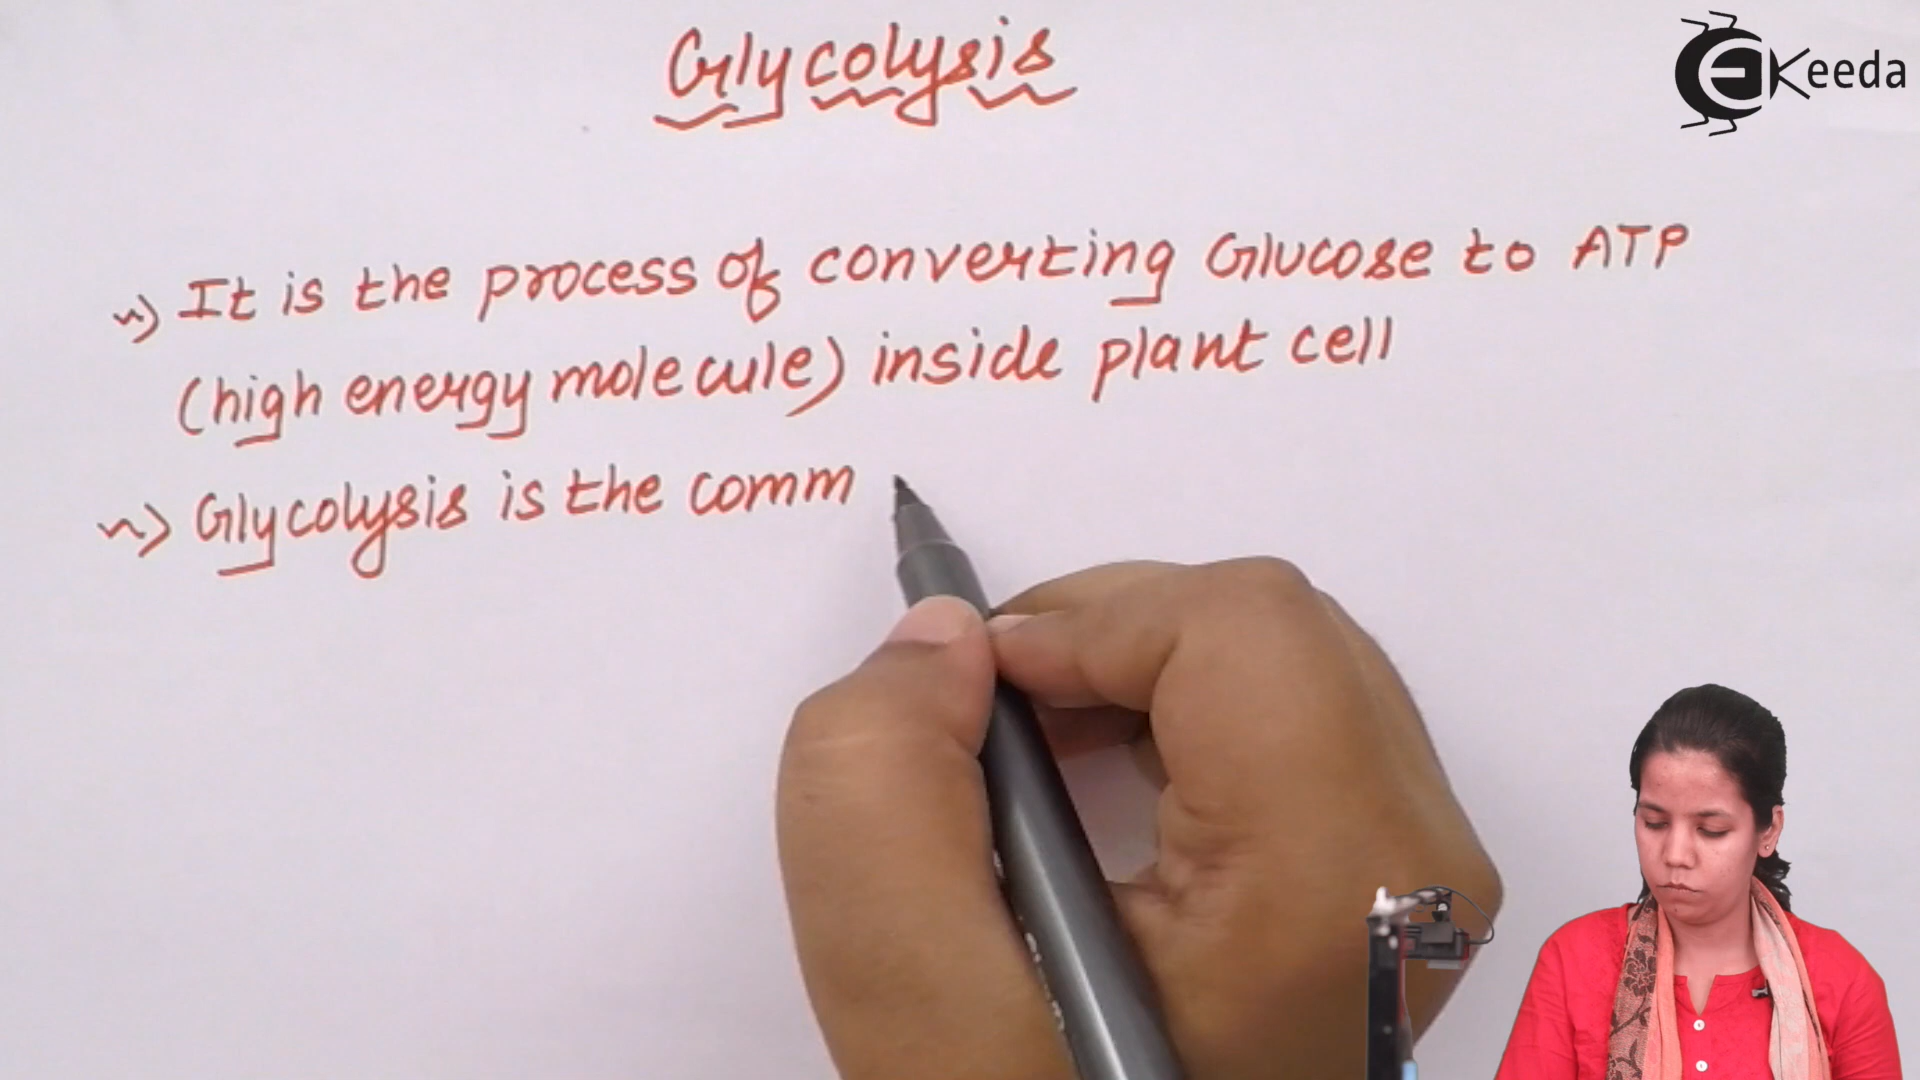 Glycolysis
EKeeda
It is the process of converting Glucose to ATP
(high energy molecule) inside plant cell
Glycolysis is the comm